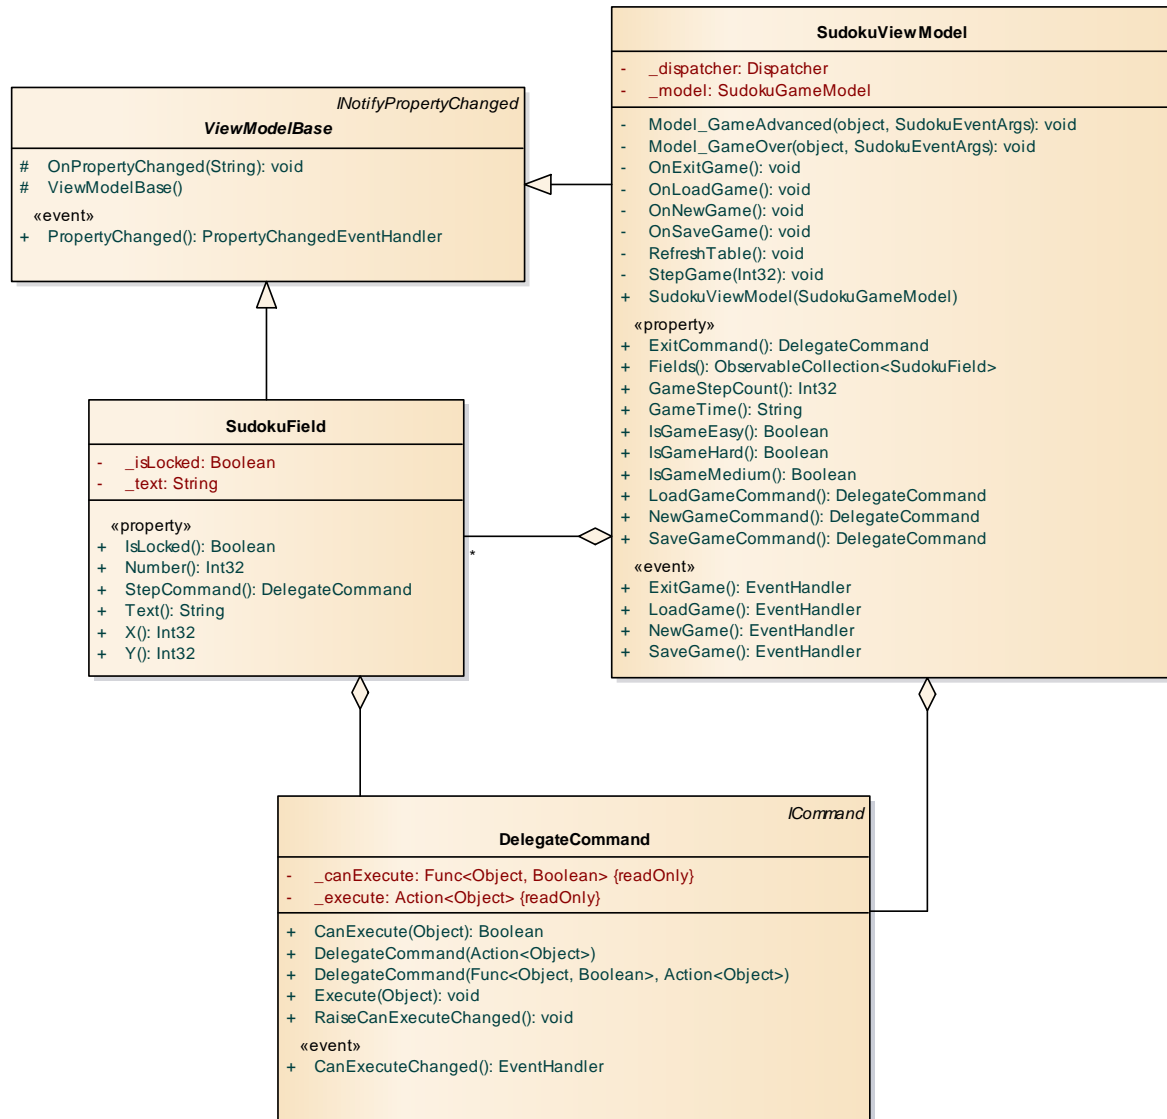 SudokuViewModel
- _dispatcher: Dispatcher
- _model: SudokuGameModel
- Model_GameAdvanced(object, SudokuEventArgs): void
- Model_GameOver(object, SudokuEventArgs): void
- OnExitGame(): void
- OnLoadGame(): void
- OnNewGame(): void
- OnSaveGame(): void
- RefreshTable(): void
- StepGame(Int32): void
+ SudokuViewModel(SudokuGameModel)
«property»
+ ExitCommand(): DelegateCommand
+ Fields(): ObservableCollection<SudokuField>
+ GameStepCount(): Int32
+ GameTime(): String
+ IsGameEasy(): Boolean
+ IsGameHard(): Boolean
+ IsGameMedium(): Boolean
+ LoadGameCommand(): DelegateCommand
+ NewGameCommand(): DelegateCommand
+ SaveGameCommand(): DelegateCommand
«event»
+ ExitGame(): EventHandler
+ LoadGame(): EventHandler
+ NewGame(): EventHandler
+ SaveGame(): EventHandler
INotifyPropertyChanged
ViewModelBase
# OnPropertyChanged(String): void
# ViewModelBase()
«event»
+ PropertyChanged(): PropertyChangedEventHandler
SudokuField
- _isLocked: Boolean
- _text: String
«property»
+ IsLocked(): Boolean
+ Number(): Int32
+ StepCommand(): DelegateCommand
+ Text(): String
+ X(): Int32
+ Y(): Int32
*
ICommand
DelegateCommand
- _canExecute: Func<Object, Boolean> {readOnly}
- _execute: Action<Object> {readOnly}
+ CanExecute(Object): Boolean
+ DelegateCommand(Action<Object>)
+ DelegateCommand(Func<Object, Boolean>, Action<Object>)
+ Execute(Object): void
+ RaiseCanExecuteChanged(): void
«event»
+ CanExecuteChanged(): EventHandler